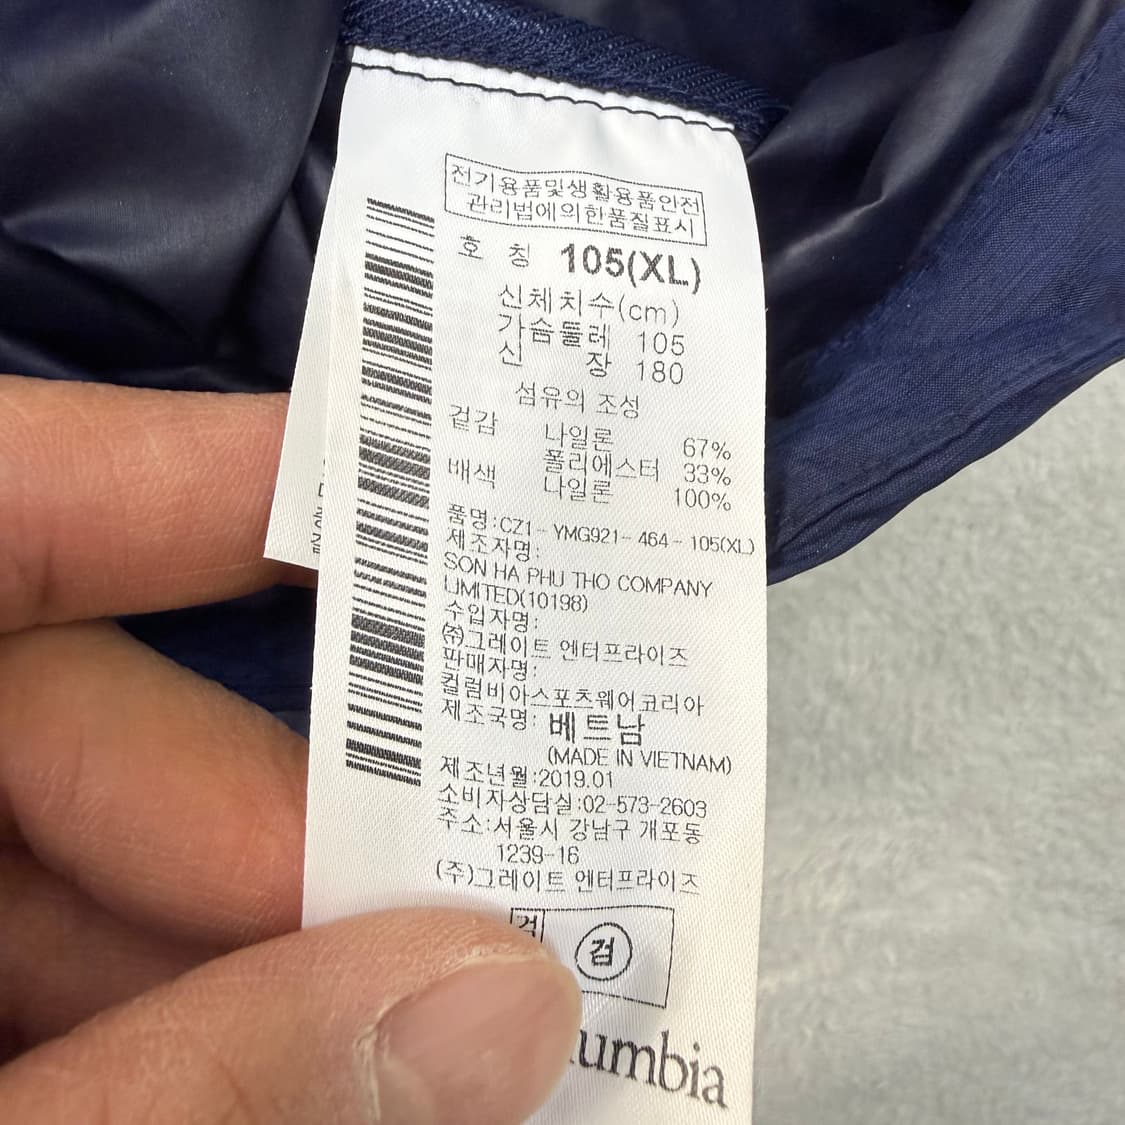 전기용품및생활용품안전
관리법에의한품질표시
호 칭 105(XL)
신체치수(cm)
가슴둘레 105
신 장 180
섬유의 조성
겉감 나일론 67%
폴리에스터 33%
배색 나일론 100%
품명:CZ1-YMG921-464-105(XL)
제조자명:
SON HA PHU THO COMPANY
LIMITED(10198)
수입자명:
㈜그레이트 엔터프라이즈
판매자명:
컬럼비아스포츠웨어코리아
제조국명: 베트남
(MADE IN VIETNAM)
제조년월:2019.01
소비자상담실:02-573-2603
주소:서울시 강남구 개포동
1239-16
(주)그레이트 엔터프라이즈
검
umbia